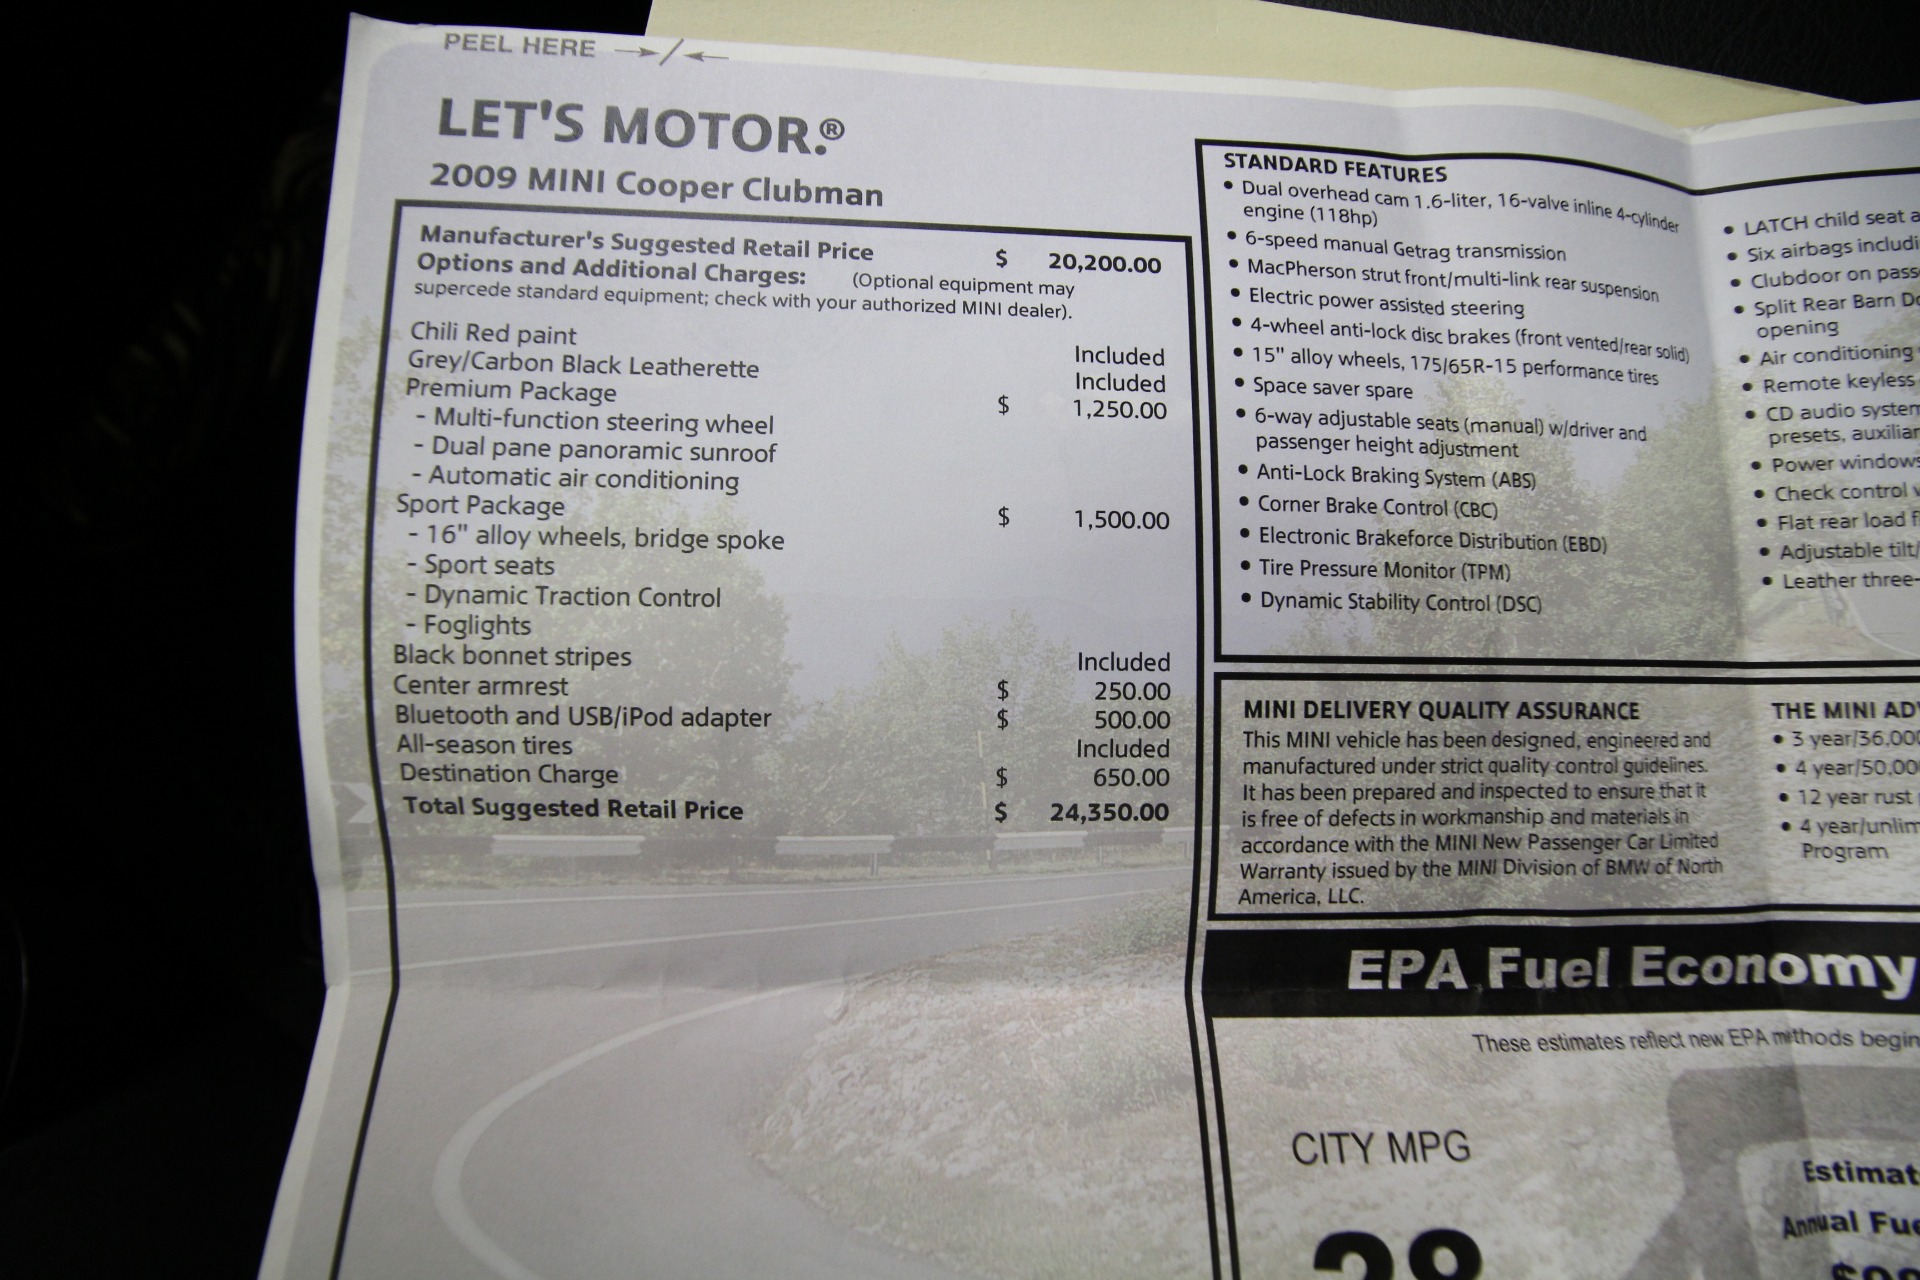 PEEL HERE
LET'S MOTOR.®
2009 MINI Cooper Clubman
Manufacturer's Suggested Retail Price $ 20,200.00
Options and Additional Charges: (Optional equipment may
supercede standard equipment; check with your authorized MINI dealer).
Chili Red paint Included
Grey/Carbon Black Leatherette Included
Premium Package $ 1,250.00
- Multi-function steering wheel
- Dual pane panoramic sunroof
- Automatic air conditioning
Sport Package $ 1,500.00
- 16" alloy wheels, bridge spoke
- Sport seats
- Dynamic Traction Control
- Foglights
Black bonnet stripes Included
Center armrest $ 250.00
Bluetooth and USB/iPod adapter $ 500.00
All-season tires Included
Destination Charge $ 650.00
Total Suggested Retail Price $ 24,350.00
STANDARD FEATURES
• Dual overhead cam 1.6-liter, 16-valve inline 4-cylinder
engine (118hp)
• 6-speed manual Getrag transmission
• MacPherson strut front/multi-link rear suspension
• Electric power assisted steering
• 4-wheel anti-lock disc brakes (front vented/rear solid)
• 15" alloy wheels, 175/65R-15 performance tires
• Space saver spare
• 6-way adjustable seats (manual) w/driver and
passenger height adjustment
• Anti-Lock Braking System (ABS)
• Corner Brake Control (CBC)
• Electronic Brakeforce Distribution (EBD)
• Tire Pressure Monitor (TPM)
• Dynamic Stability Control (DSC)
• LATCH child seat a
• Six airbags includi
• Clubdoor on pass
• Split Rear Barn Do
opening
• Air conditioning
• Remote keyless
• CD audio system
presets, auxiliar
• Power windows
• Check control v
• Flat rear load f
• Adjustable tilt/
• Leather three-
MINI DELIVERY QUALITY ASSURANCE
This MINI vehicle has been designed, engineered and
manufactured under strict quality control guidelines.
It has been prepared and inspected to ensure that it
is free of defects in workmanship and materials in
accordance with the MINI New Passenger Car Limited
Warranty issued by the MINI Division of BMW of North
America, LLC.
THE MINI AD
• 3 year/36,00
• 4 year/50,00
• 12 year rust
• 4 year/unlim
Program
EPA Fuel Economy
These estimates reflect new EPA methods begin
CITY MPG
28
Estimat
Annual Fue